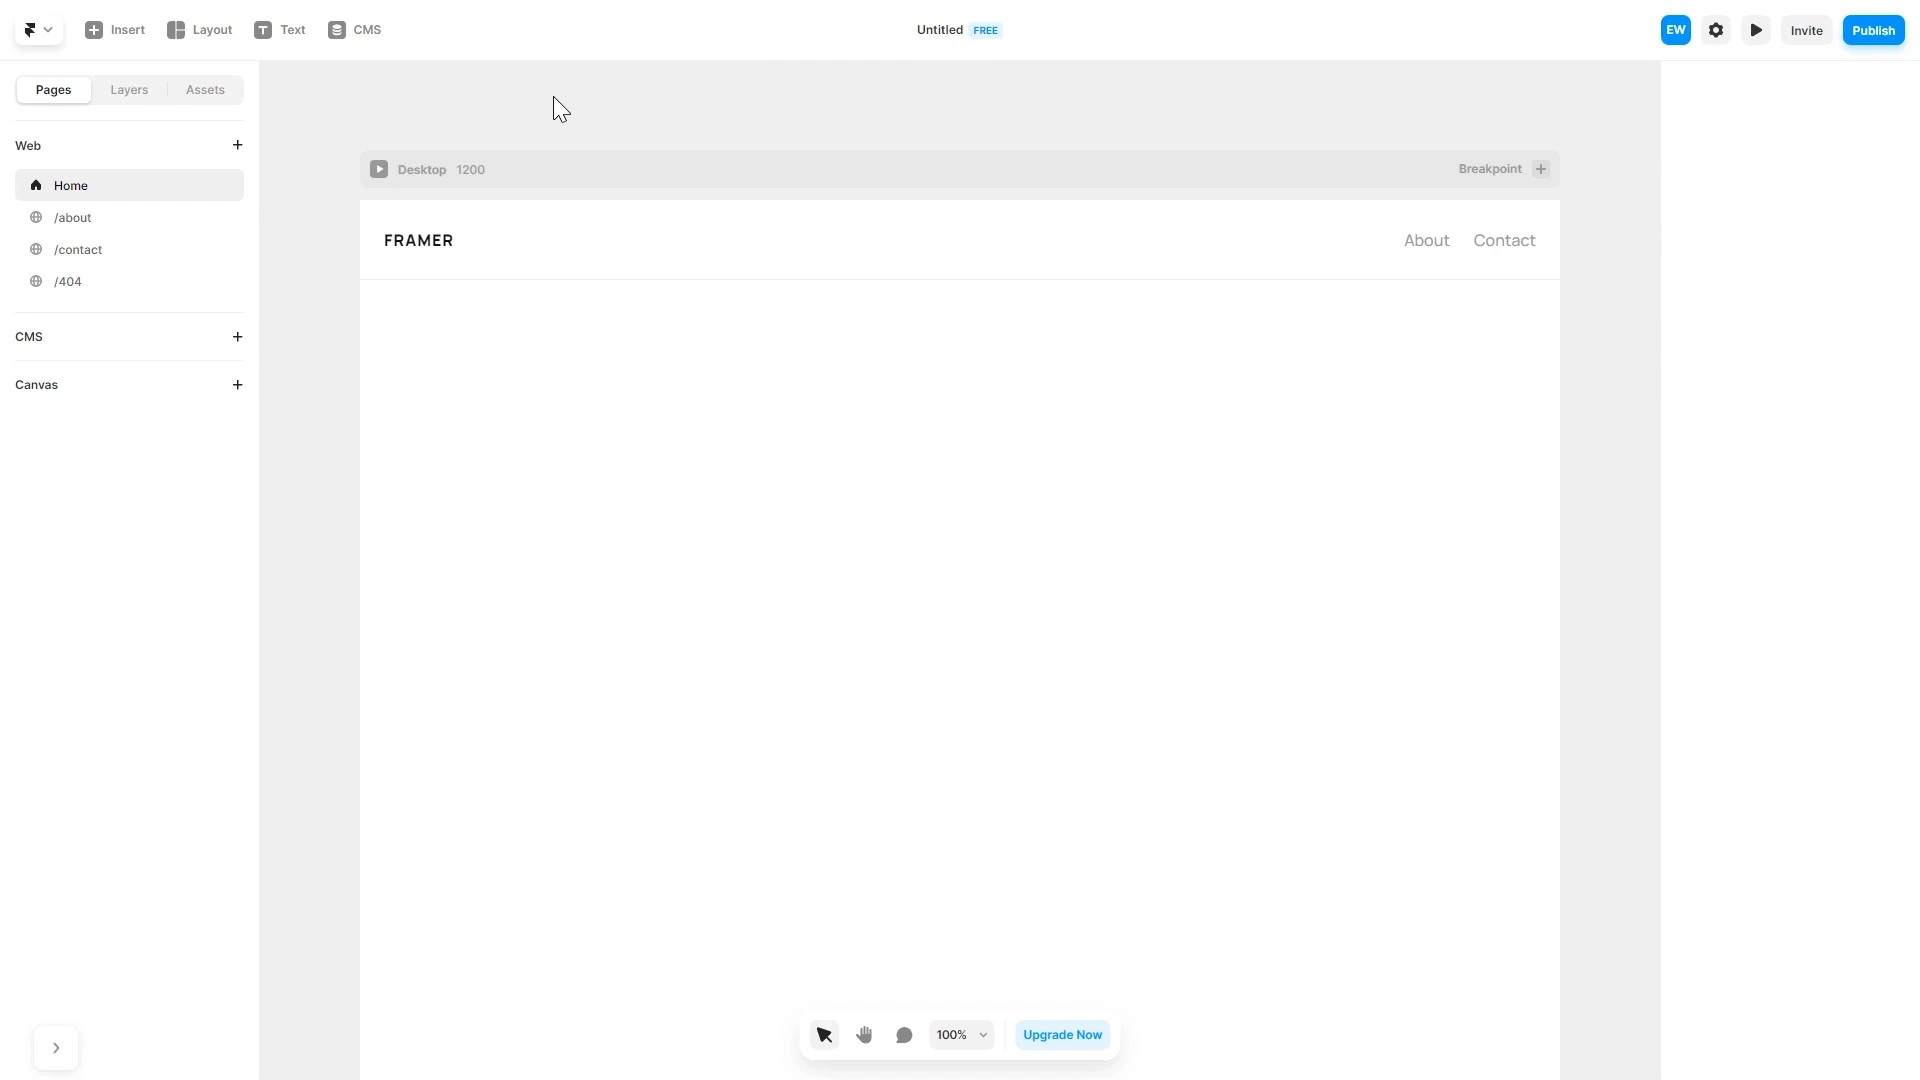 Insert Layout Text CMS Untitled FREE EW Invite Publish
Pages Layers Assets
Web
Home
/about
/contact
/404
CMS
Canvas
Desktop 1200 Breakpoint
FRAMER About Contact
100% Upgrade Now